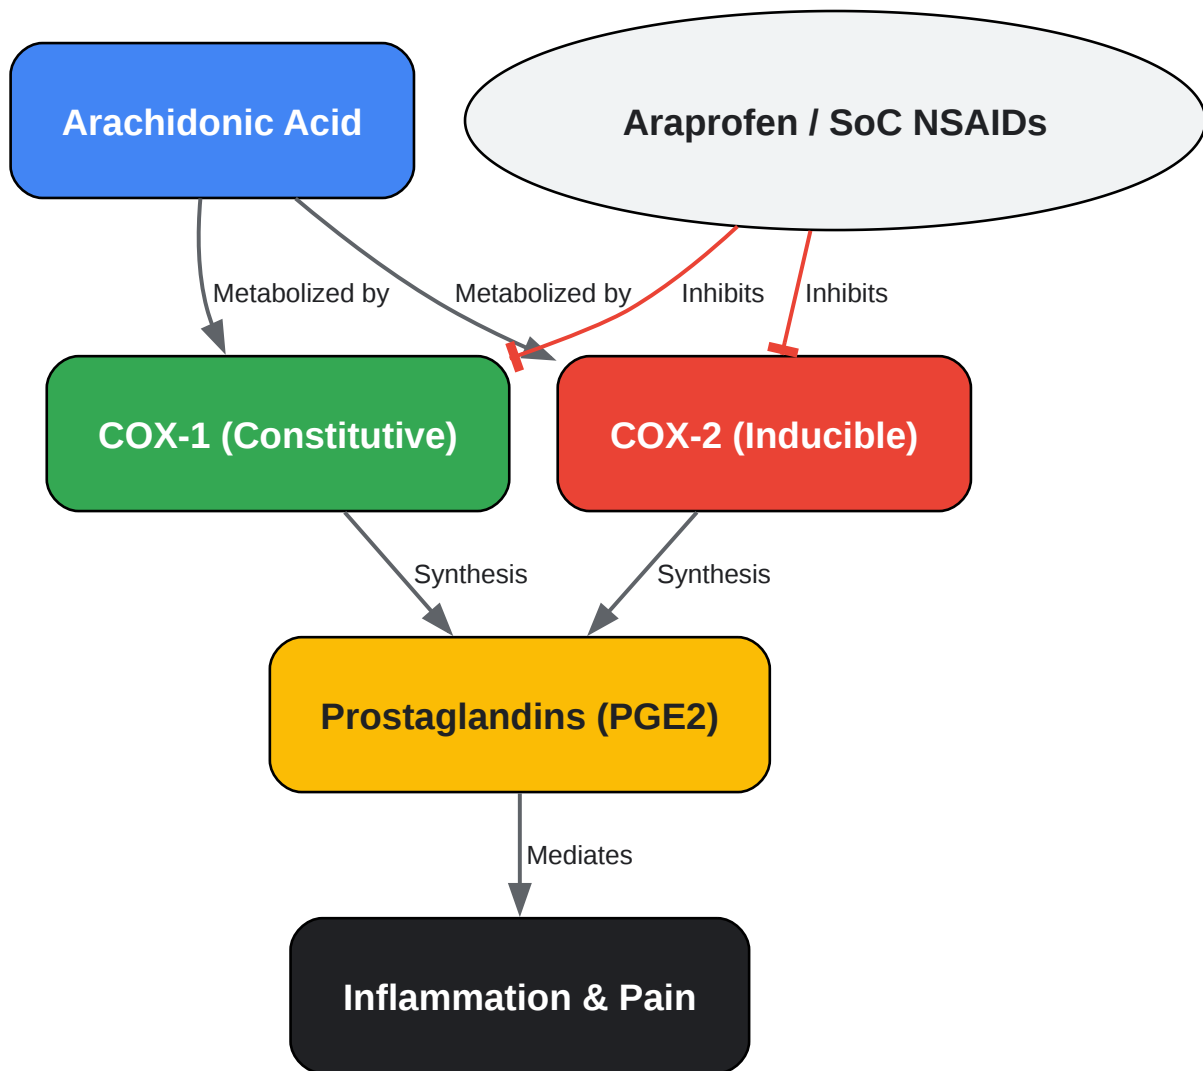 Arachidonic Acid
Araprofen / SoC NSAIDs
Metabolized by
Metabolized by
Inhibits
Inhibits
COX-1 (Constitutive)
COX-2 (Inducible)
Synthesis
Synthesis
Prostaglandins (PGE2)
Mediates
Inflammation & Pain